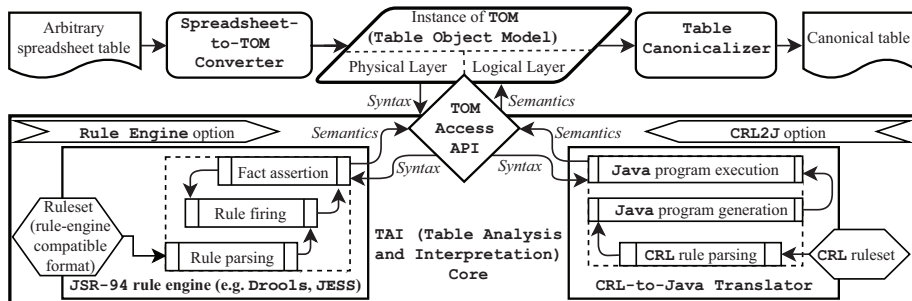 Arbitrary
spreadsheet table
Spreadsheet-
to-TOM
Converter
Instance of TOM
(Table Object Model)
Physical Layer
Logical Layer
Table
Canonicalizer
Canonical table
Syntax
TOM
Access
API
Semantics
Rule Engine option
Semantics
CRL2J option
Semantics
Fact assertion
Syntax
Syntax
Java program execution
Ruleset
(rule-engine
compatible
format)
Rule firing
Java program generation
Rule parsing
TAI (Table Analysis
and Interpretation)
Core
CRL rule parsing
CRL ruleset
JSR-94 rule engine (e.g. Drools, JESS)
CRL-to-Java Translator